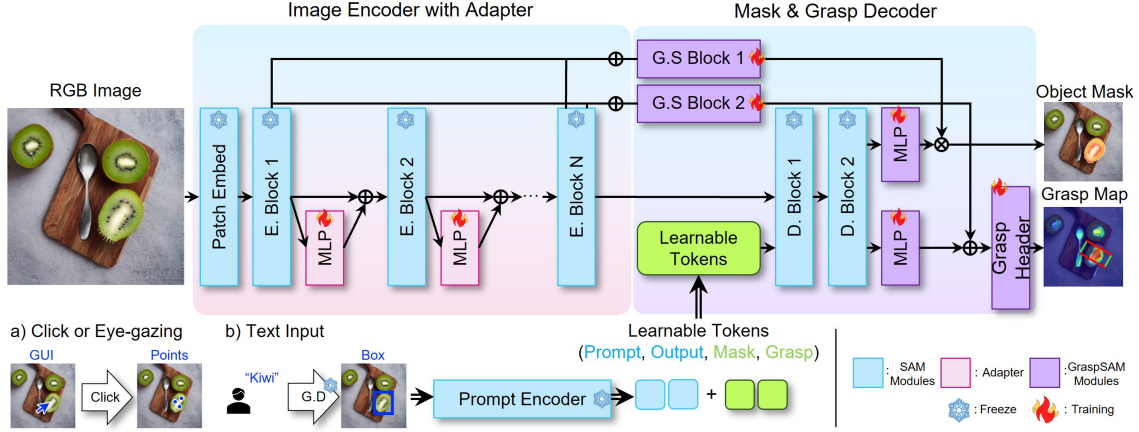 Image Encoder with Adapter
Mask & Grasp Decoder
RGB Image
Patch Embed
E. Block 1
MLP
E. Block 2
MLP
...
E. Block N
G.S Block 1
G.S Block 2
Learnable
Tokens
D. Block 1
D. Block 2
MLP
MLP
Grasp
Header
Object Mask
Grasp Map
a) Click or Eye-gazing
GUI
Click
Points
b) Text Input
"Kiwi"
G.D
Box
Prompt Encoder
Learnable Tokens
(Prompt, Output, Mask, Grasp)
+
: SAM
Modules
: Adapter
: GraspSAM
Modules
: Freeze
: Training